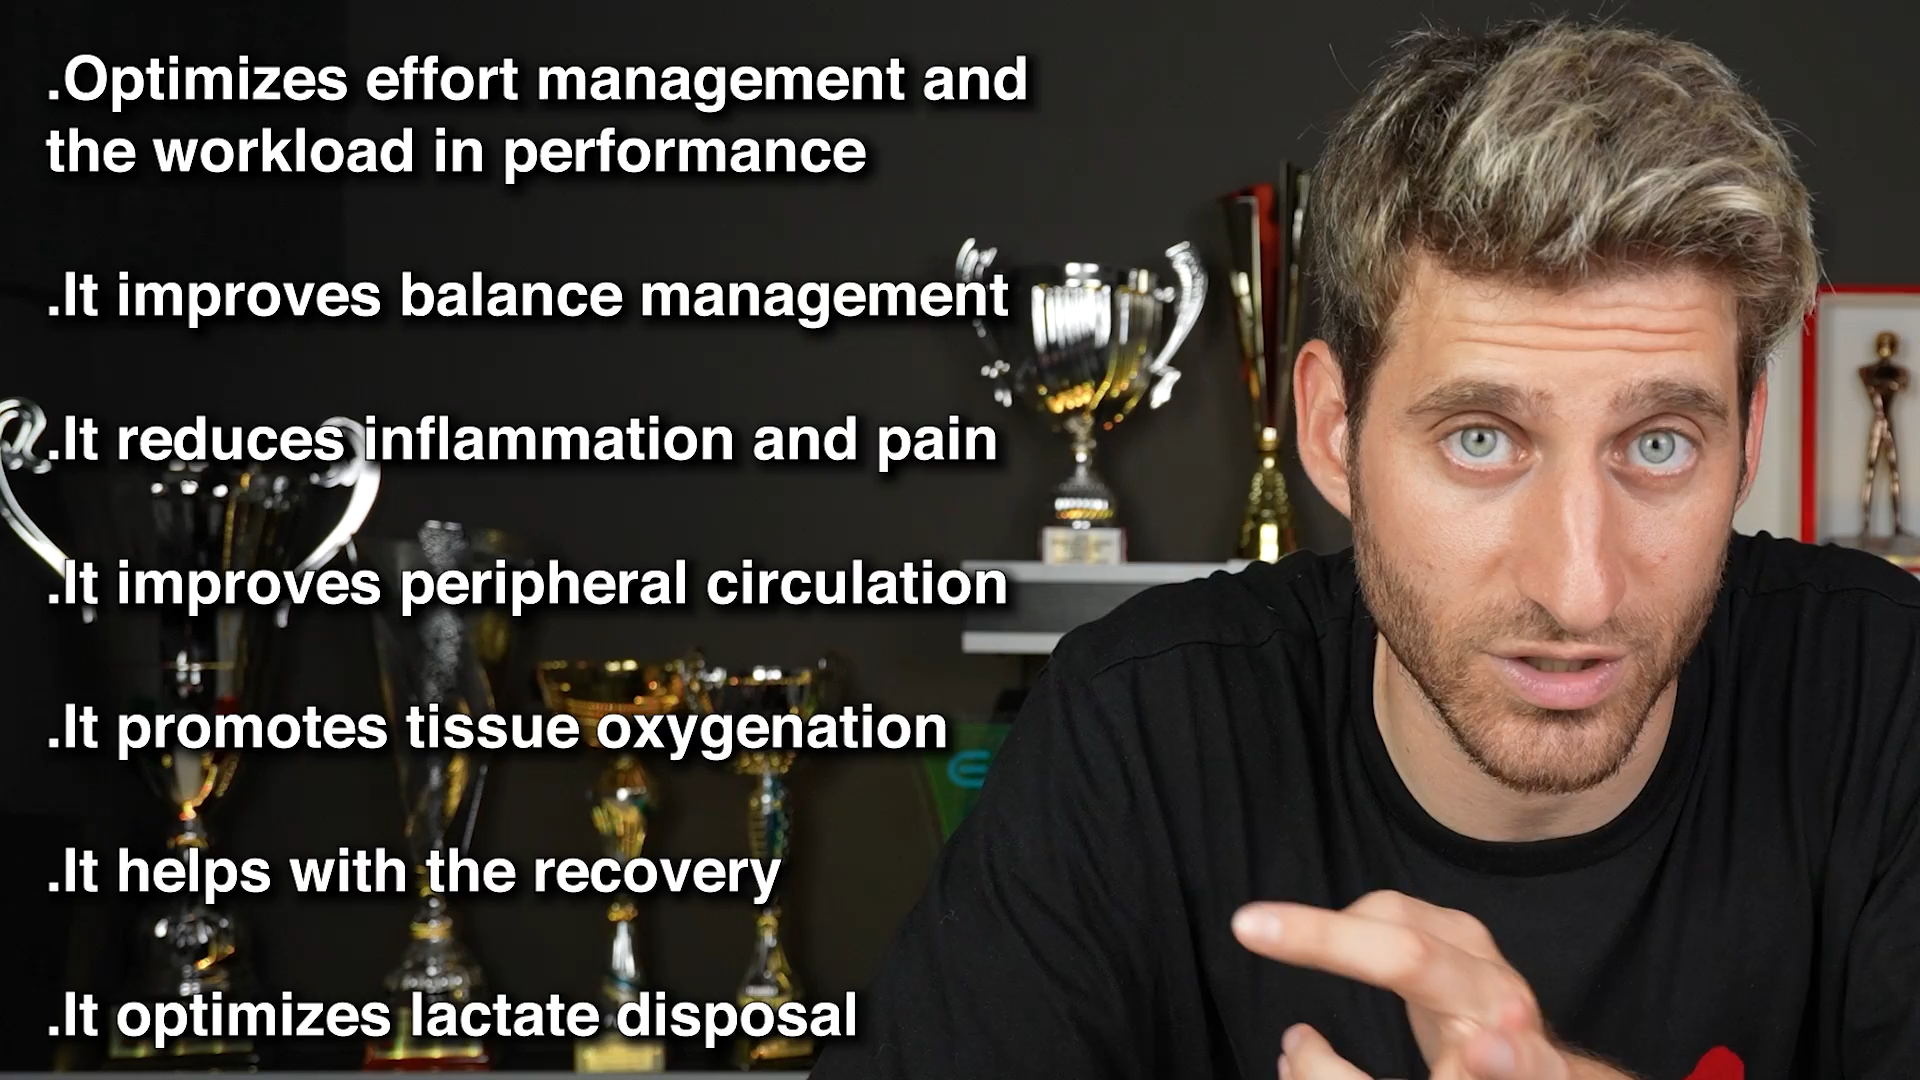 .Optimizes effort management and
the workload in performance
.It improves balance management
.It reduces inflammation and pain
.It improves peripheral circulation
.It promotes tissue oxygenation
.It helps with the recovery
.It optimizes lactate disposal